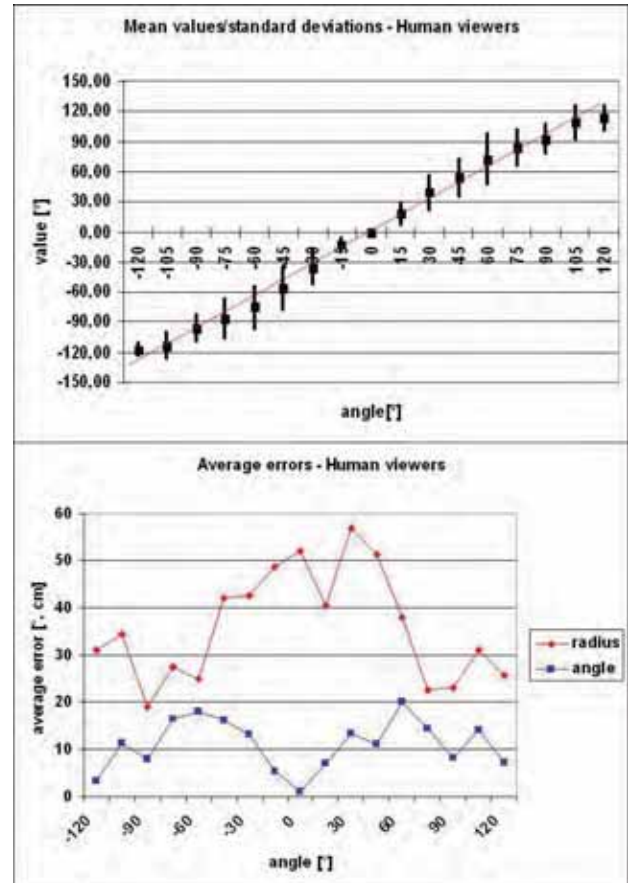 Mean values/standard deviations - Human viewers
150,00
120,00
90,00
60,00
30,00
0,00
-30,00
-60,00
-90,00
-120,00
-150,00
value [°]
-120 -105 -90 -75 -60 -45 -30 -15 0 15 30 45 60 75 90 105 120
angle[°]
Average errors - Human viewers
60
50
40
30
20
10
0
average error [°, cm]
radius
angle
-120 -90 -60 -30 0 30 60 90 120
angle [°]